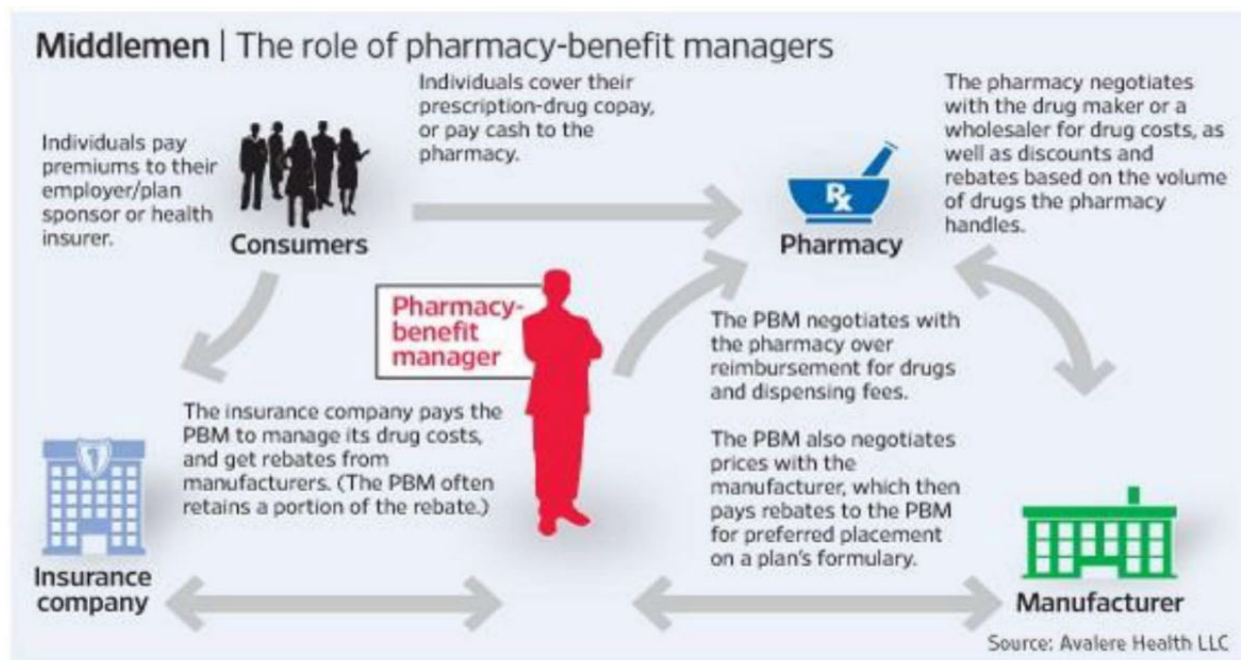 Middlemen | The role of pharmacy-benefit managers
Individuals pay
premiums to their
employer/plan
sponsor or health
insurer.
Consumers
Individuals cover their
prescription-drug copay,
or pay cash to the
pharmacy.
Rx
Pharmacy
The pharmacy negotiates
with the drug maker or a
wholesaler for drug costs, as
well as discounts and
rebates based on the volume
of drugs the pharmacy
handles.
Pharmacy-
benefit
manager
The PBM negotiates with
the pharmacy over
reimbursement for drugs
and dispensing fees.
The insurance company pays the
PBM to manage its drug costs,
and get rebates from
manufacturers. (The PBM often
retains a portion of the rebate.)
The PBM also negotiates
prices with the
manufacturer, which then
pays rebates to the PBM
for preferred placement
on a plan's formulary.
Insurance
company
Manufacturer
Source: Avalere Health LLC